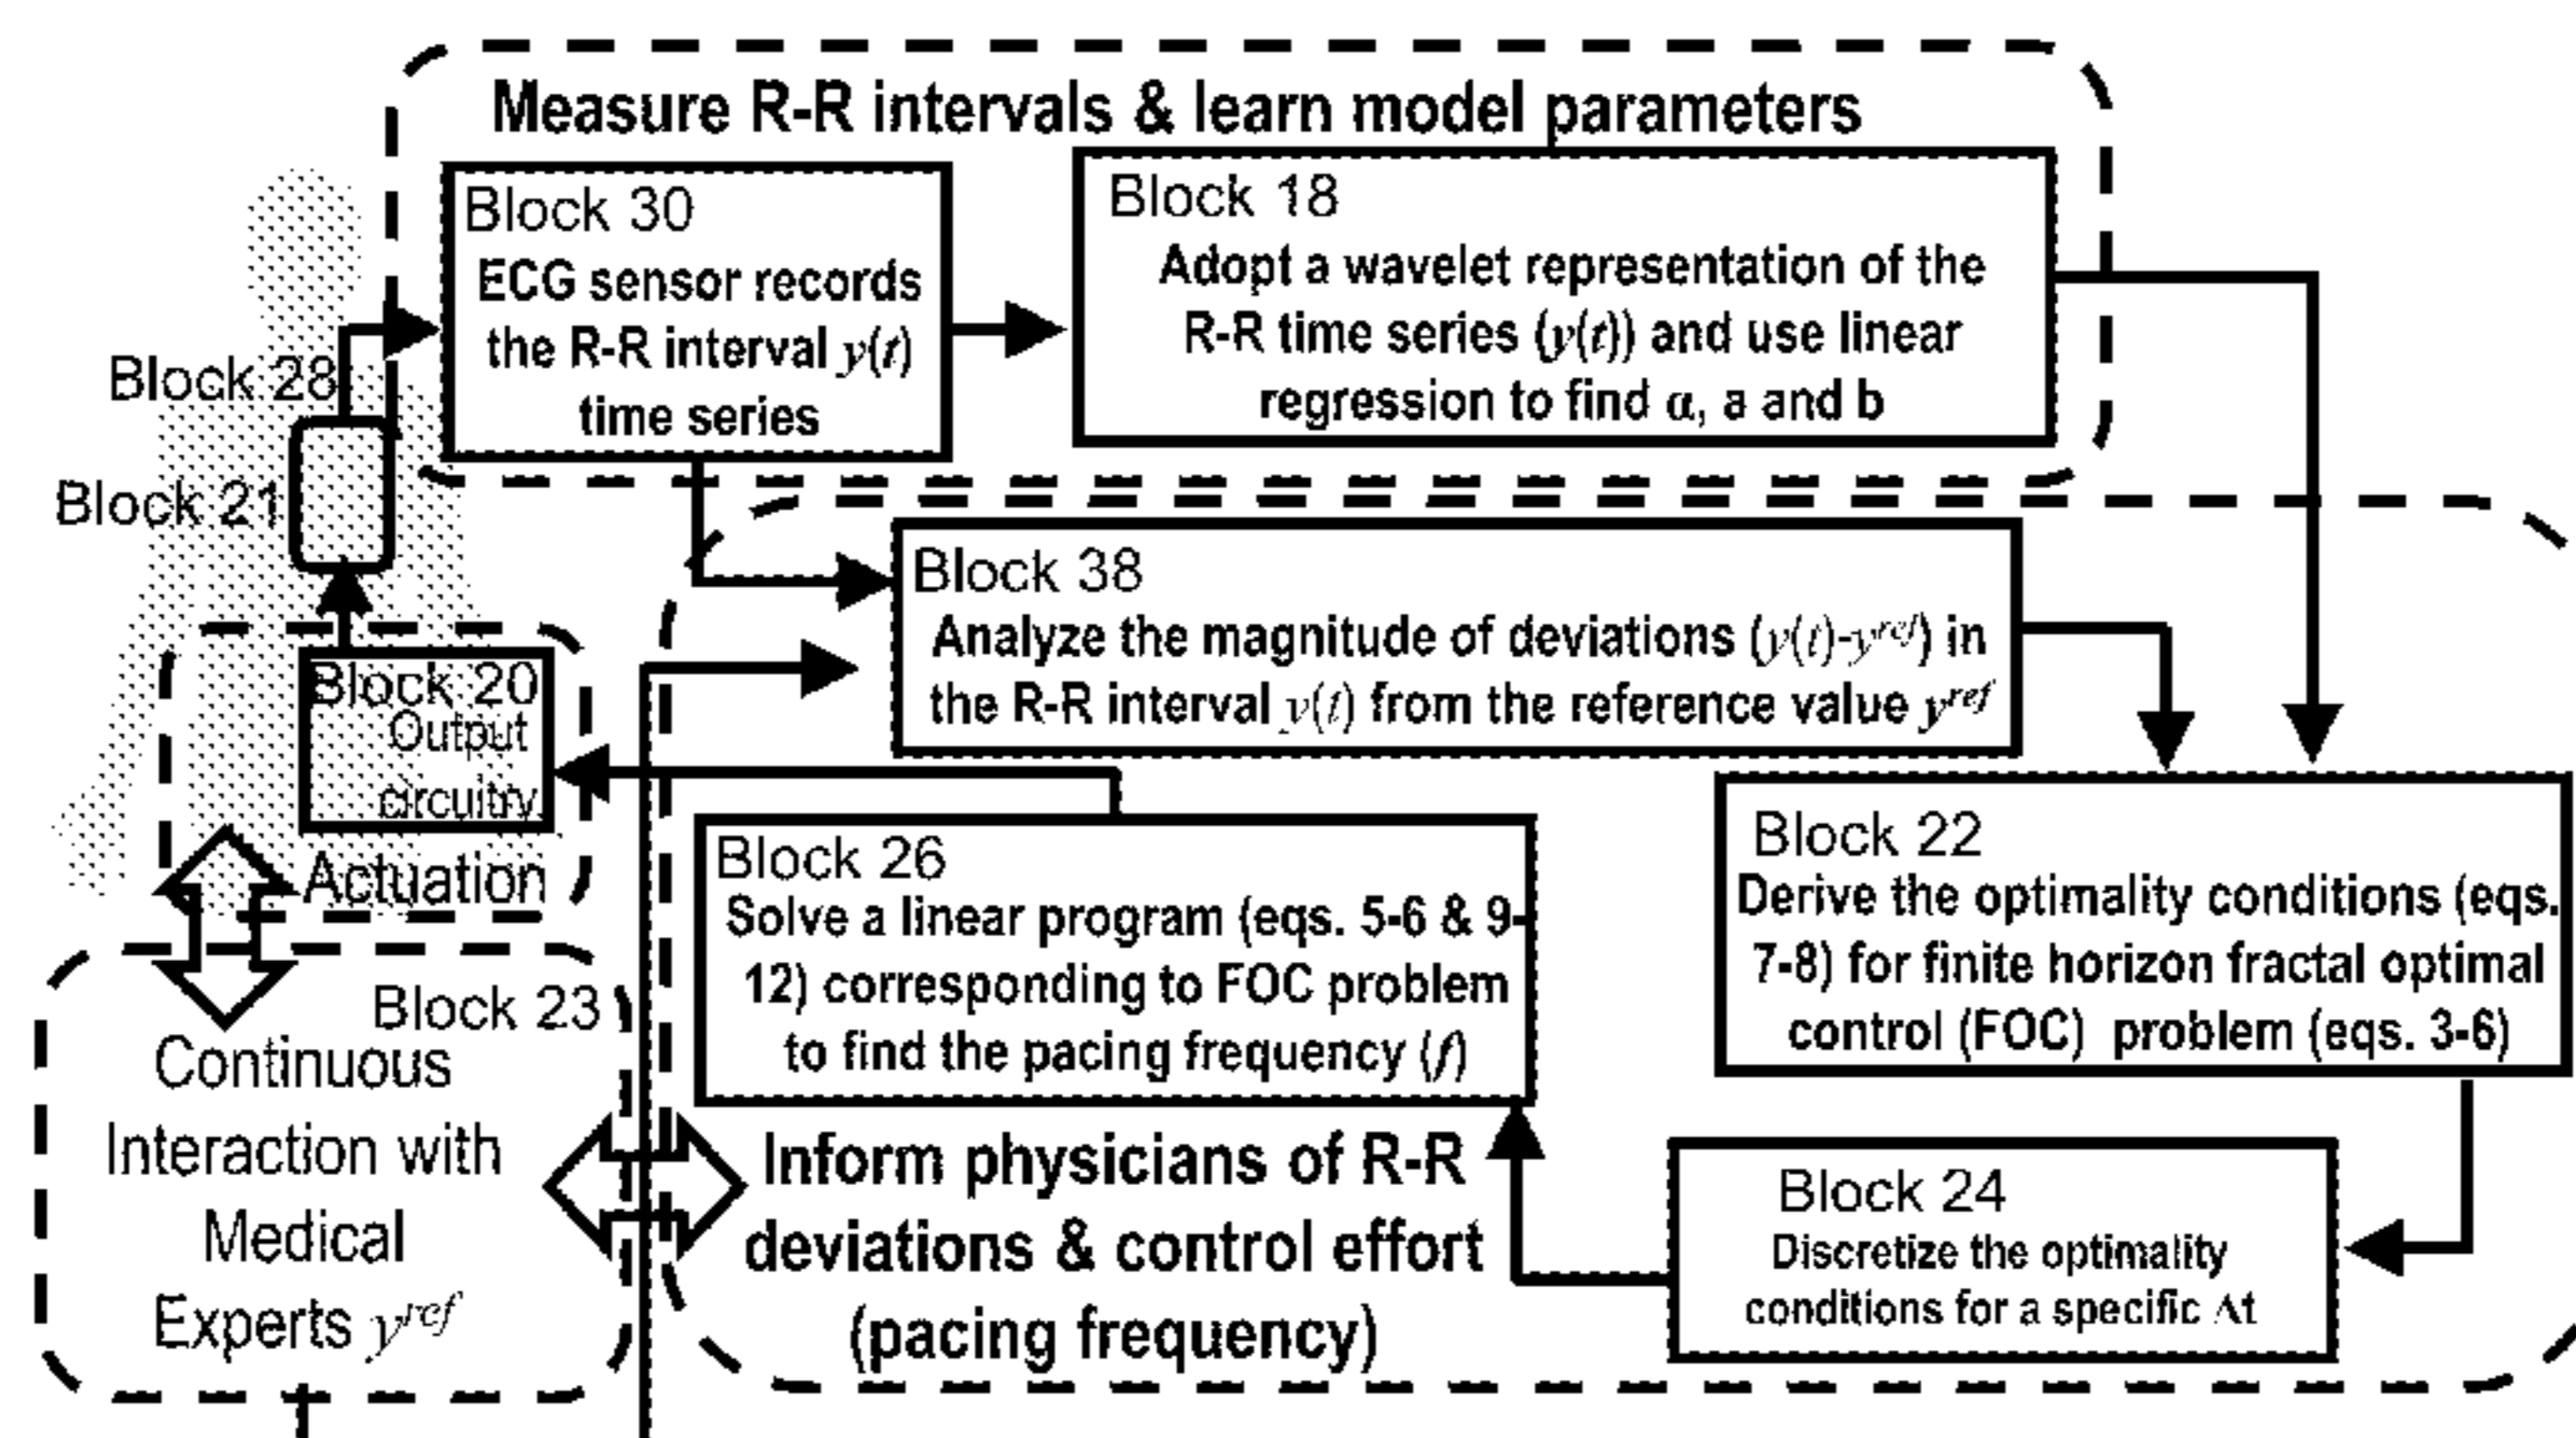 Measure R-R intervals & learn model parameters
Block 30
ECG sensor records
the R-R interval y(t)
time series
Block 18
Adopt a wavelet representation of the
R-R time series (y(t)) and use linear
regression to find α, a and b
Block 28
Block 21
Block 38
Analyze the magnitude of deviations (y(t)-y^ref) in
the R-R interval y(t) from the reference value y^ref
Block 20
Output
circuitry
Actuation
Block 26
Solve a linear program (eqs. 5-6 & 9-
12) corresponding to FOC problem
to find the pacing frequency (f)
Block 22
Derive the optimality conditions (eqs.
7-8) for finite horizon fractal optimal
control (FOC) problem (eqs. 3-6)
Block 23
Continuous
Interaction with
Medical
Experts y^ref
Inform physicians of R-R
deviations & control effort
(pacing frequency)
Block 24
Discretize the optimality
conditions for a specific Δt